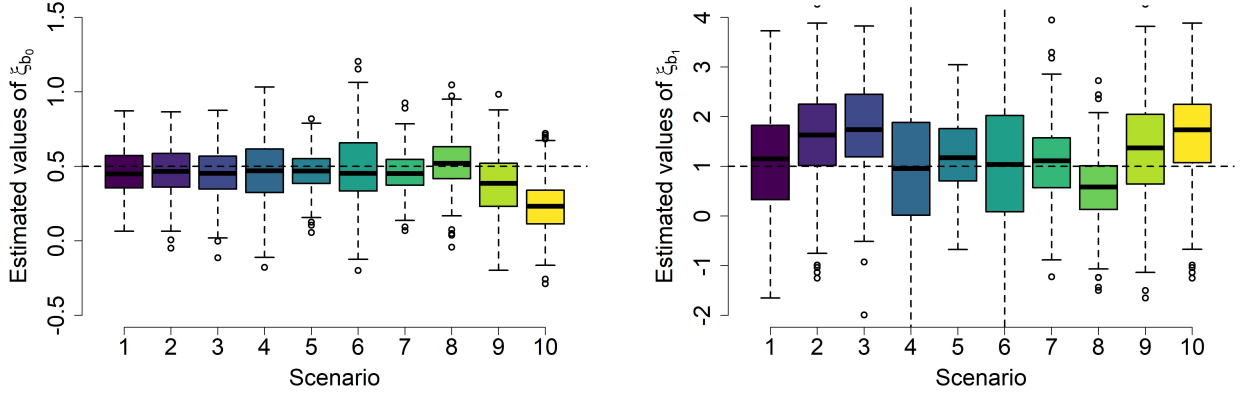 Estimated values of ξb₀
1.5
1.0
0.5
0.0
-0.5
1 2 3 4 5 6 7 8 9 10
Scenario
Estimated values of ξb₁
4
3
2
1
0
-1
-2
1 2 3 4 5 6 7 8 9 10
Scenario